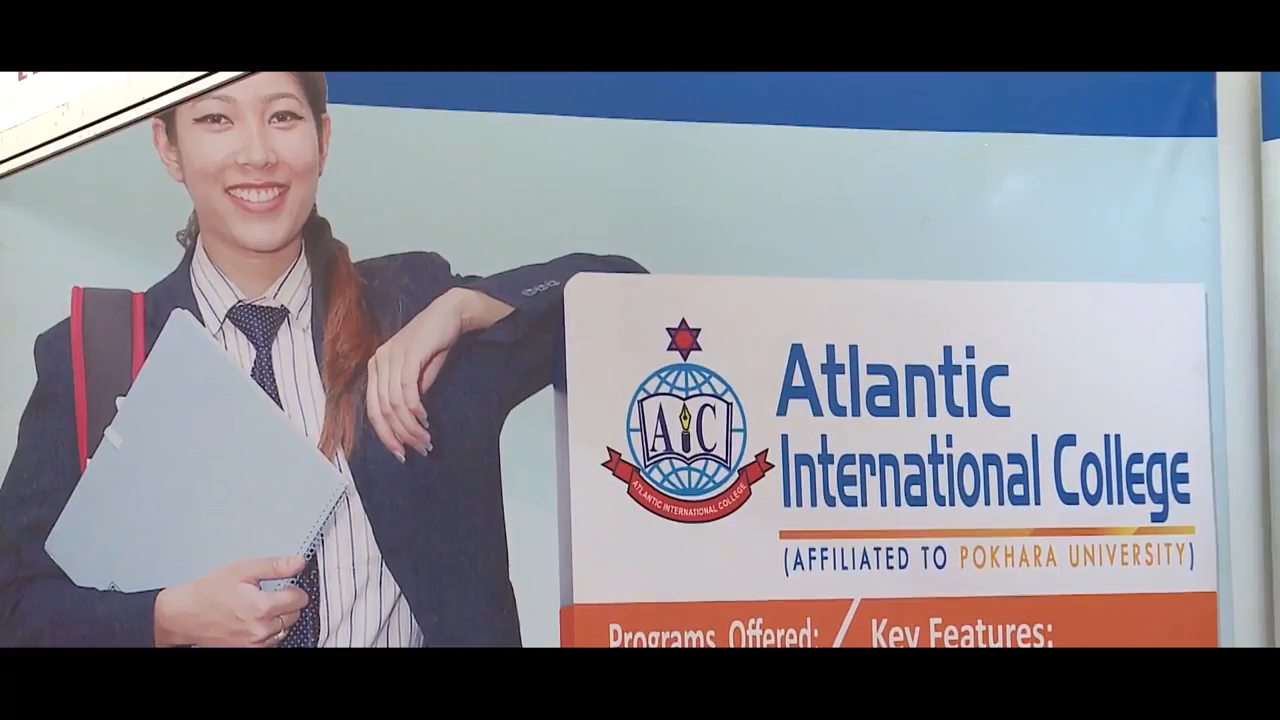 AiC
ATLANTIC INTERNATIONAL COLLEGE
Atlantic
International College
(AFFILIATED TO POKHARA UNIVERSITY)
Programs Offered: / Key Features: